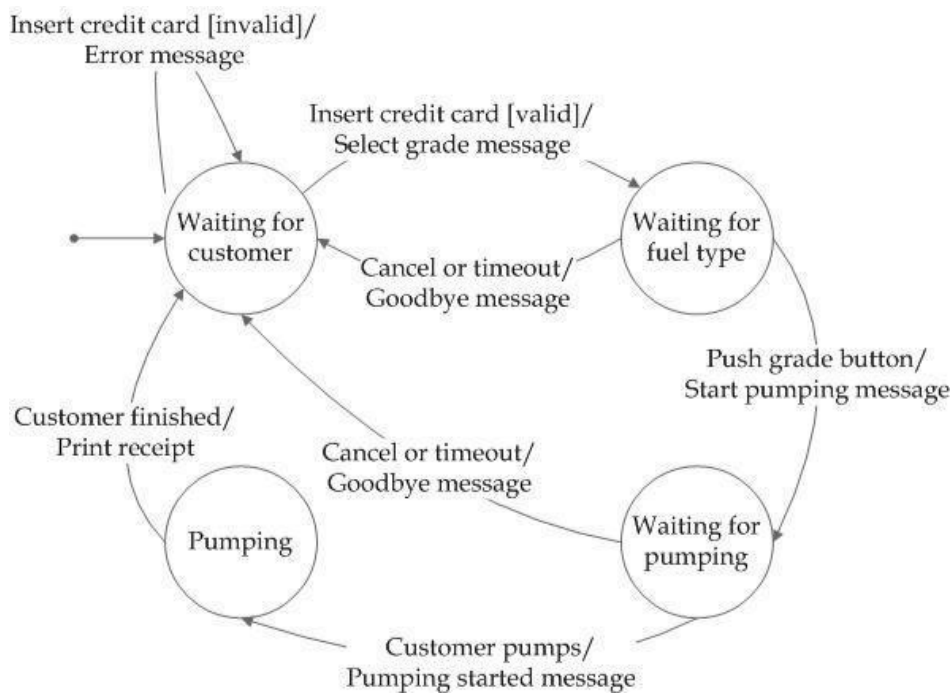 Insert credit card [invalid]/
Error message
Insert credit card [valid]/
Select grade message
Waiting for
customer
Waiting for
fuel type
Cancel or timeout/
Goodbye message
Push grade button/
Start pumping message
Customer finished/
Print receipt
Cancel or timeout/
Goodbye message
Pumping
Waiting for
pumping
Customer pumps/
Pumping started message